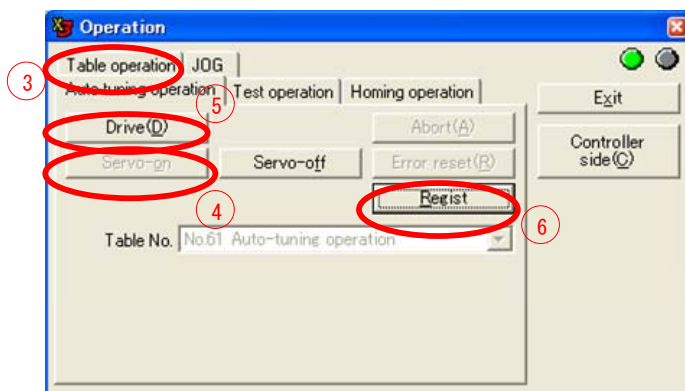 Operation
Table operation JOG
③
Auto tuning operation Test operation Homing operation
⑤
Exit
Drive(D) Abort(A)
Controller
side(C)
Servo-on Servo-off Error reset(R)
Regist
④
⑥
Table No. No.61 Auto-tuning operation